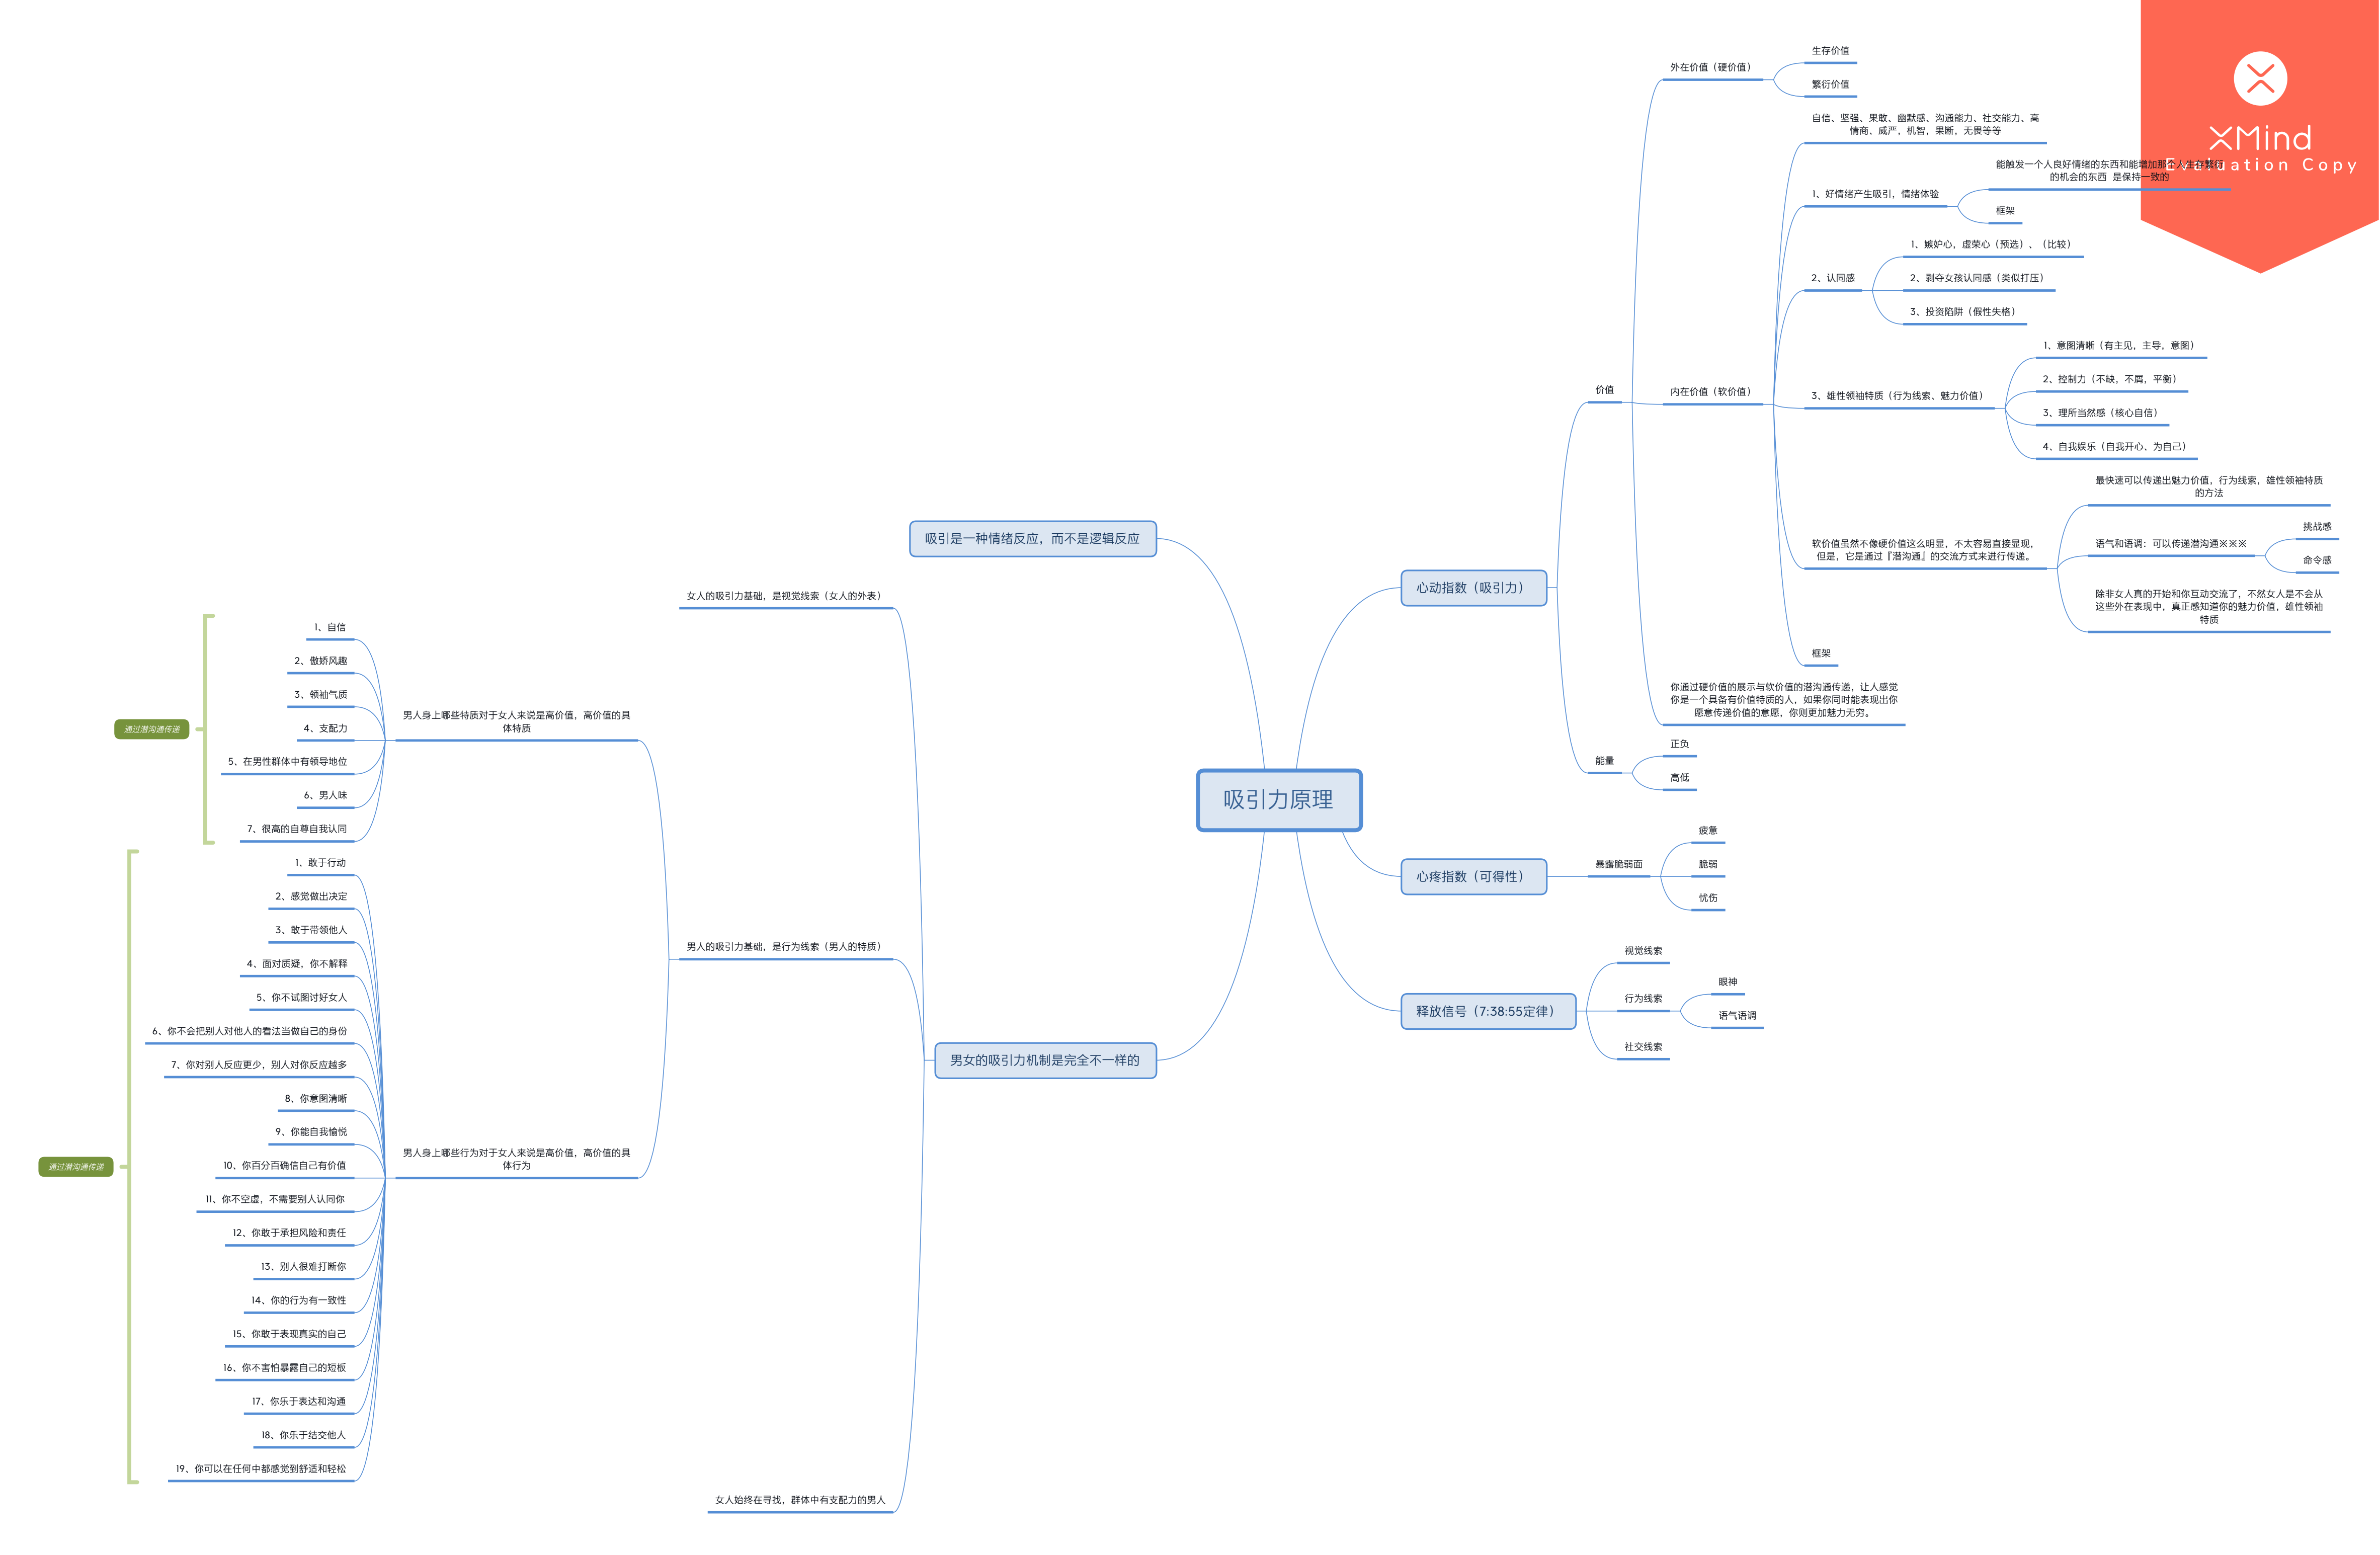 吸引力原理
心动指数（吸引力）
价值
外在价值（硬价值）
生存价值
繁衍价值
内在价值（软价值）
自信、坚强、果敢、幽默感、沟通能力、社交能力、高
情商、威严，机智，果断，无畏等等
1、好情绪产生吸引，情绪体验
能触发一个人良好情绪的东西和能增加那个人生存繁衍
的机会的东西 是保持一致的
框架
2、认同感
1、嫉妒心，虚荣心（预选）、（比较）
2、剥夺女孩认同感（类似打压）
3、投资陷阱（假性失格）
3、雄性领袖特质（行为线索、魅力价值）
1、意图清晰（有主见，主导，意图）
2、控制力（不缺，不屑，平衡）
3、理所当然感（核心自信）
4、自我娱乐（自我开心、为自己）
软价值虽然不像硬价值这么明显，不太容易直接显现，
但是，它是通过『潜沟通』的交流方式来进行传递。
最快速可以传递出魅力价值，行为线索，雄性领袖特质
的方法
语气和语调：可以传递潜沟通※※※
挑战感
命令感
除非女人真的开始和你互动交流了，不然女人是不会从
这些外在表现中，真正感知道你的魅力价值，雄性领袖
特质
框架
你通过硬价值的展示与软价值的潜沟通传递，让人感觉
你是一个具备有价值特质的人，如果你同时能表现出你
愿意传递价值的意愿，你则更加魅力无穷。
能量
正负
高低
心疼指数（可得性）
暴露脆弱面
疲惫
脆弱
忧伤
释放信号（7:38:55定律）
视觉线索
行为线索
眼神
语气语调
社交线索
吸引是一种情绪反应，而不是逻辑反应
男女的吸引力机制是完全不一样的
女人的吸引力基础，是视觉线索（女人的外表）
男人的吸引力基础，是行为线索（男人的特质）
男人身上哪些特质对于女人来说是高价值，高价值的具
体特质
1、自信
2、傲娇风趣
3、领袖气质
4、支配力
5、在男性群体中有领导地位
6、男人味
7、很高的自尊自我认同
通过潜沟通传递
男人身上哪些行为对于女人来说是高价值，高价值的具
体行为
1、敢于行动
2、感觉做出决定
3、敢于带领他人
4、面对质疑，你不解释
5、你不试图讨好女人
6、你不会把别人对他人的看法当做自己的身份
7、你对别人反应更少，别人对你反应越多
8、你意图清晰
9、你能自我愉悦
10、你百分百确信自己有价值
11、你不空虚，不需要别人认同你
12、你敢于承担风险和责任
13、别人很难打断你
14、你的行为有一致性
15、你敢于表现真实的自己
16、你不害怕暴露自己的短板
17、你乐于表达和沟通
18、你乐于结交他人
19、你可以在任何中都感觉到舒适和轻松
通过潜沟通传递
女人始终在寻找，群体中有支配力的男人
XMind
Evaluation Copy